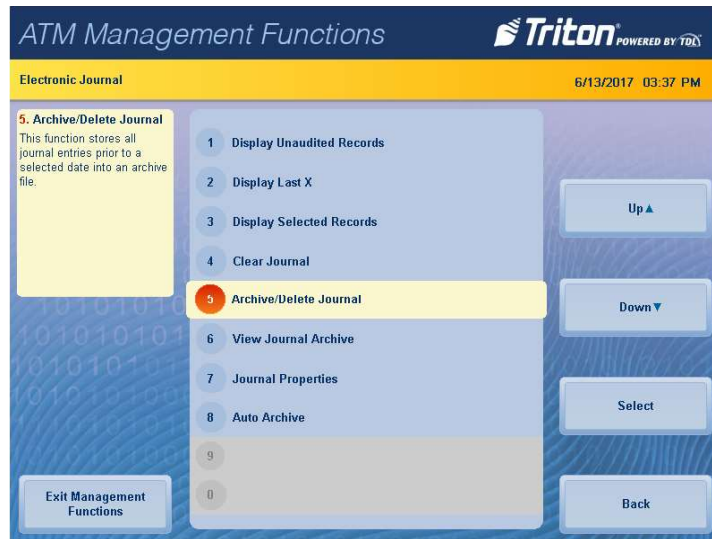 ATM Management Functions
Triton® POWERED BY TDL
Electronic Journal
6/13/2017 03:37 PM
5. Archive/Delete Journal
This function stores all
journal entries prior to a
selected date into an archive
file.
1 Display Unaudited Records
2 Display Last X
3 Display Selected Records
4 Clear Journal
5 Archive/Delete Journal
6 View Journal Archive
7 Journal Properties
8 Auto Archive
9
0
Up▲
Down▼
Select
Back
Exit Management
Functions